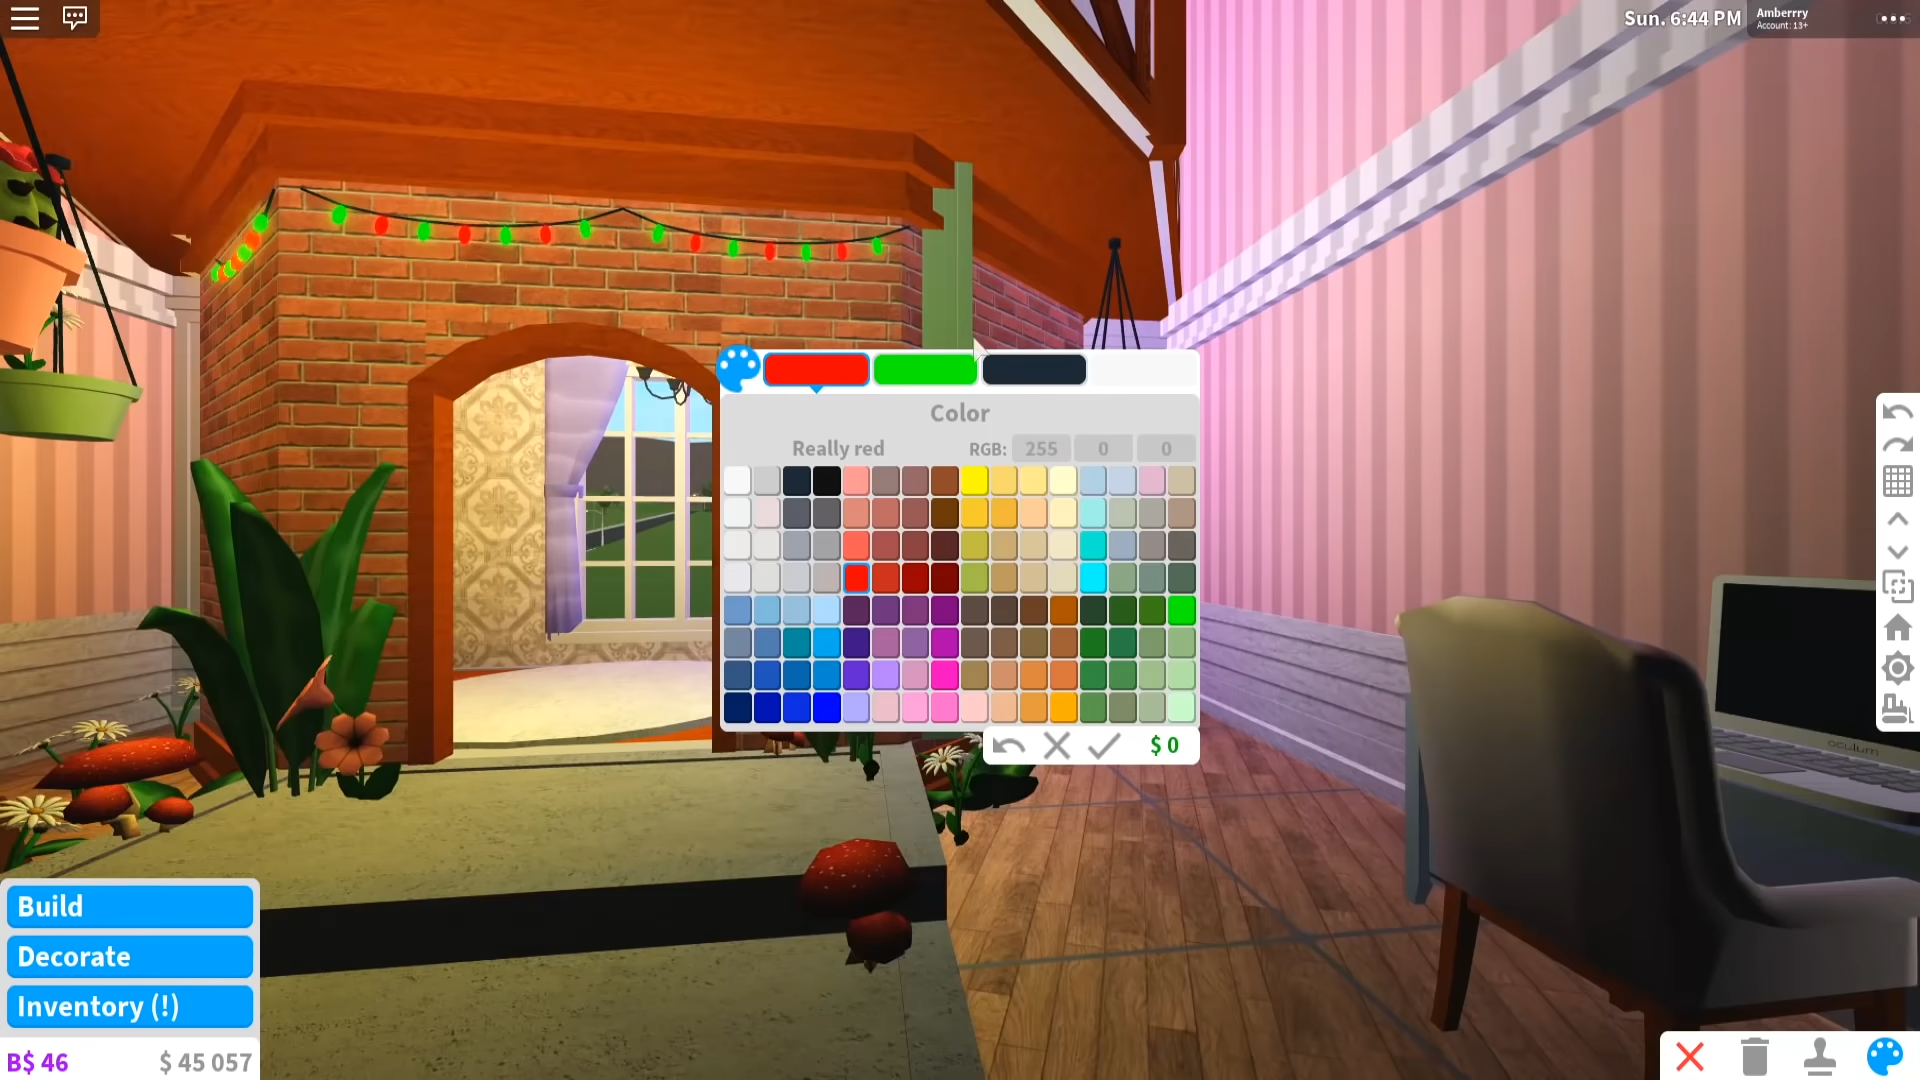 Sun. 6:44 PM
Amberrry
Account: 13+
Color
Really red
RGB: 255 0 0
$ 0
oculum
Build
Decorate
Inventory (!)
B$ 46
$ 45 057